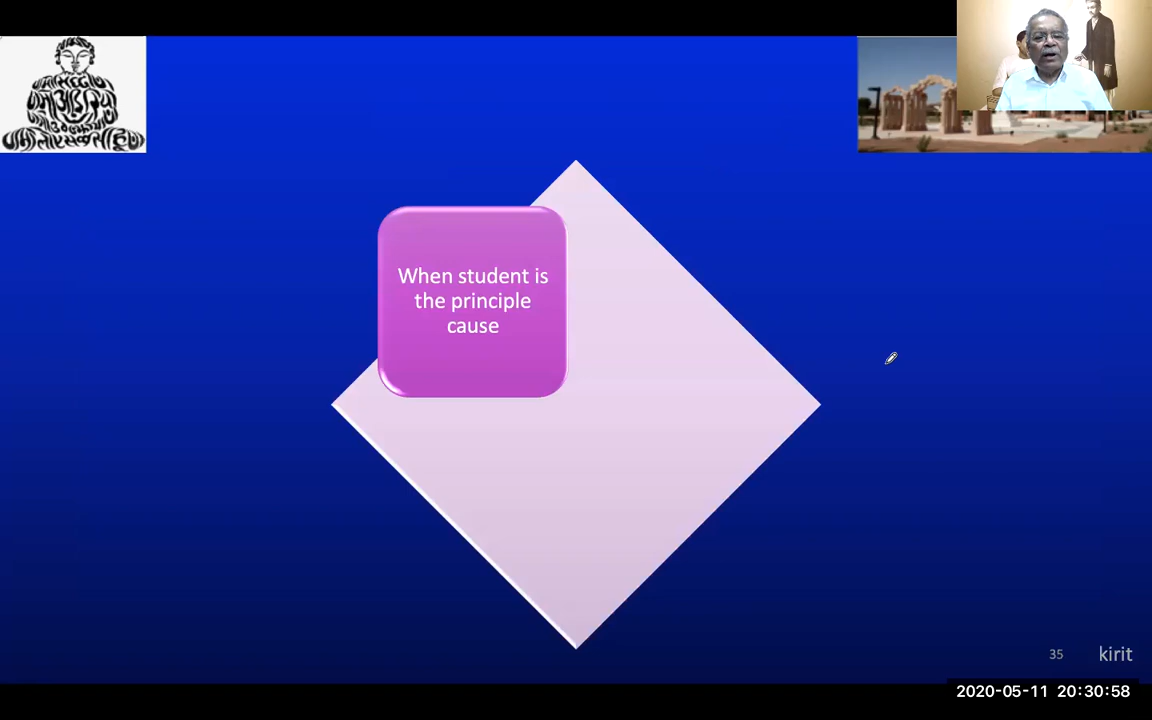 When student is
the principle
cause
35
kirit
2020-05-11 20:30:58